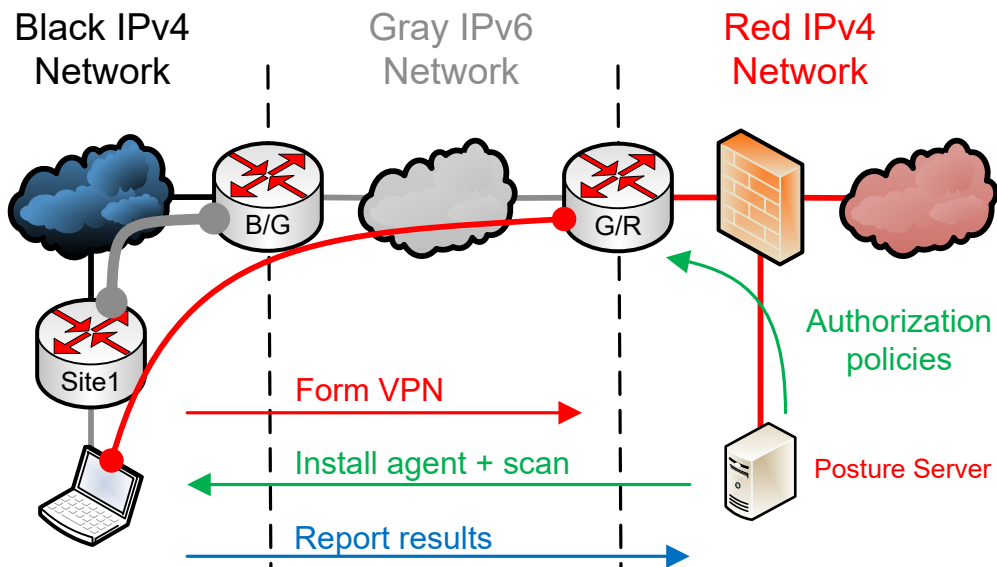 Black IPv4
Network
Gray IPv6
Network
Red IPv4
Network
B/G
G/R
Site1
Authorization
policies
Form VPN
Install agent + scan
Posture Server
Report results